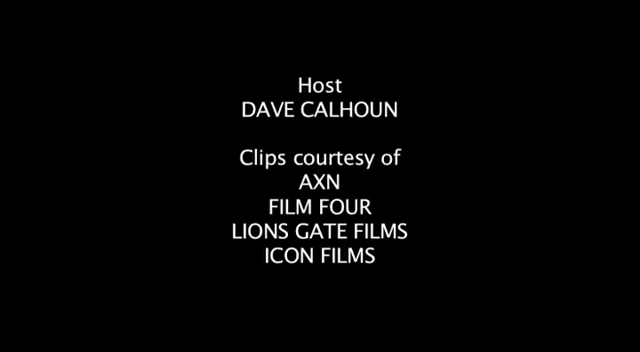 Host
DAVE CALHOUN
Clips courtesy of
AXN
FILM FOUR
LIONS GATE FILMS
ICON FILMS